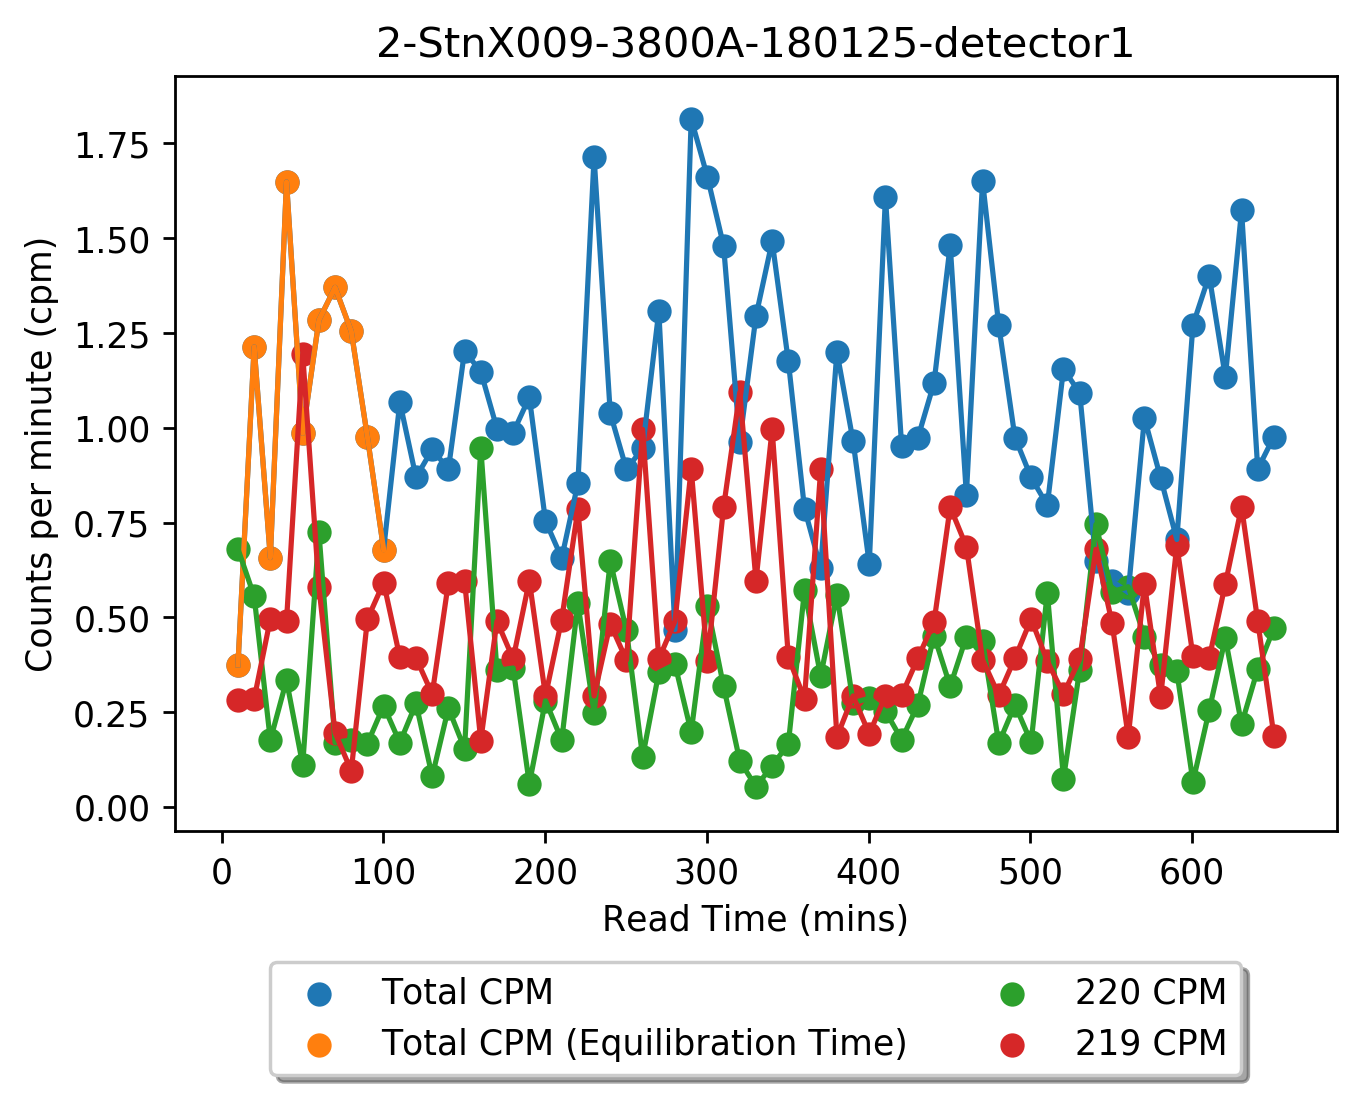 2-StnX009-3800A-180125-detector1
Counts per minute (cpm)
1.75
1.50
1.25
1.00
0.75
0.50
0.25
0.00
0 100 200 300 400 500 600
Read Time (mins)
Total CPM
Total CPM (Equilibration Time)
220 CPM
219 CPM